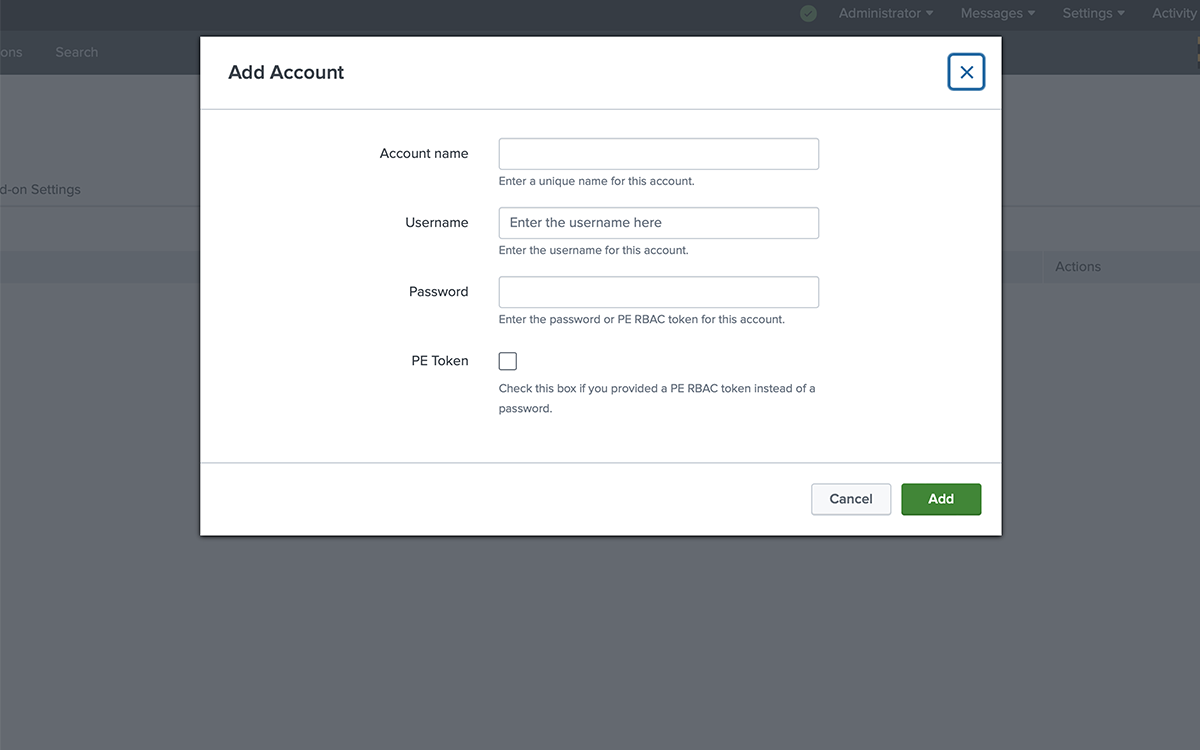 Administrator Messages Settings Activity
ons Search
Add Account
Account name
Enter a unique name for this account.
Username Enter the username here
Enter the username for this account.
d-on Settings
Password
Enter the password or PE RBAC token for this account.
Actions
PE Token
Check this box if you provided a PE RBAC token instead of a
password.
Cancel Add